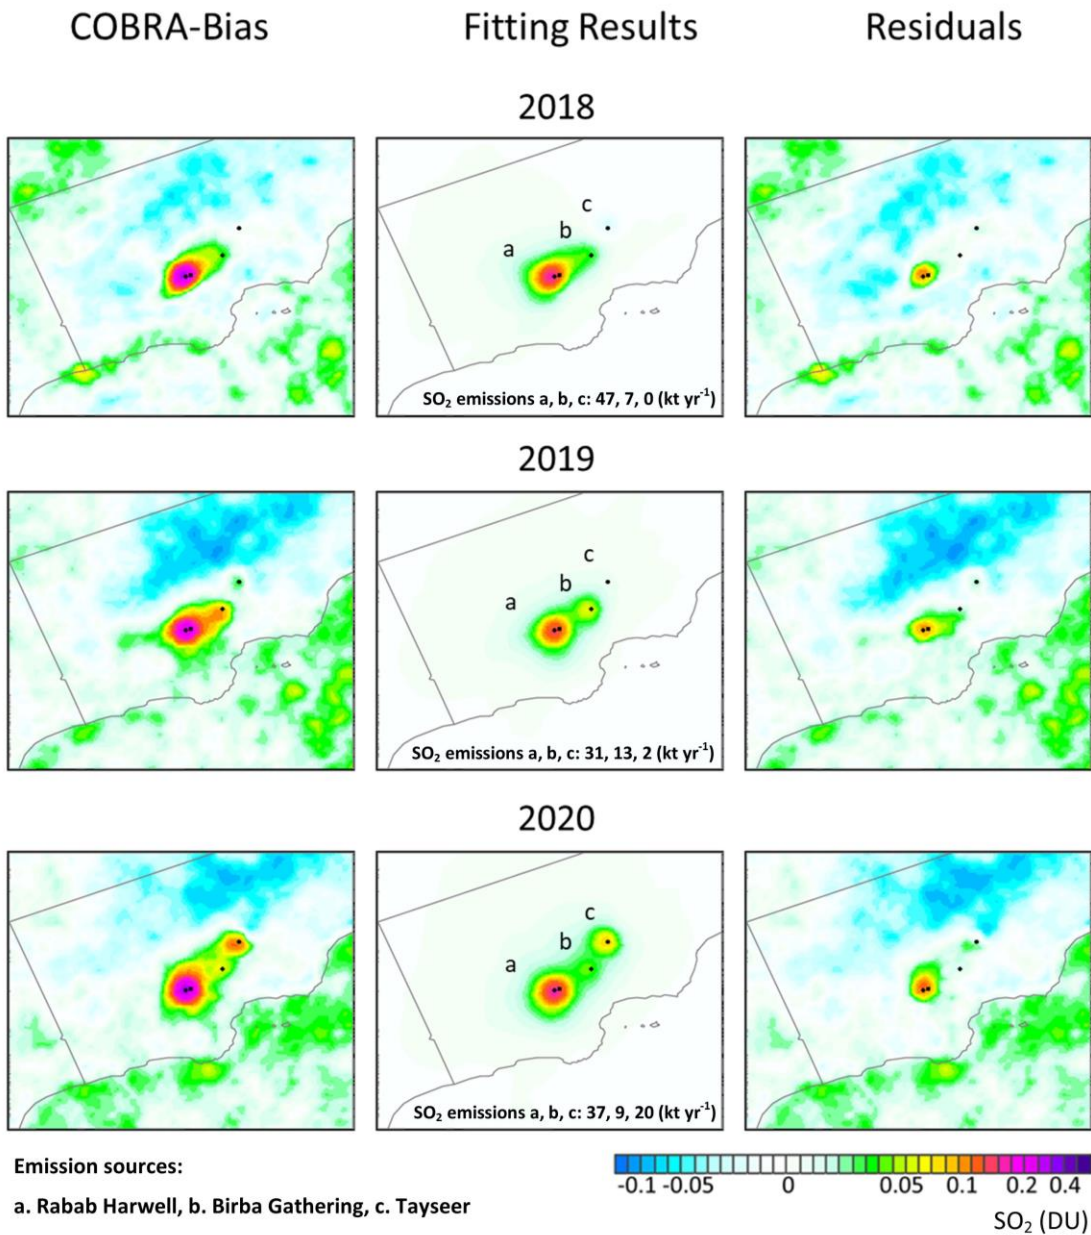 COBRA-Bias Fitting Results Residuals
2018
c
b
a
SO₂ emissions a, b, c: 47, 7, 0 (kt yr⁻¹)
2019
c
b
a
SO₂ emissions a, b, c: 31, 13, 2 (kt yr⁻¹)
2020
c
b
a
SO₂ emissions a, b, c: 37, 9, 20 (kt yr⁻¹)
Emission sources:
a. Rabab Harwell, b. Birba Gathering, c. Tayseer
-0.1 -0.05 0 0.05 0.1 0.2 0.4
SO₂ (DU)